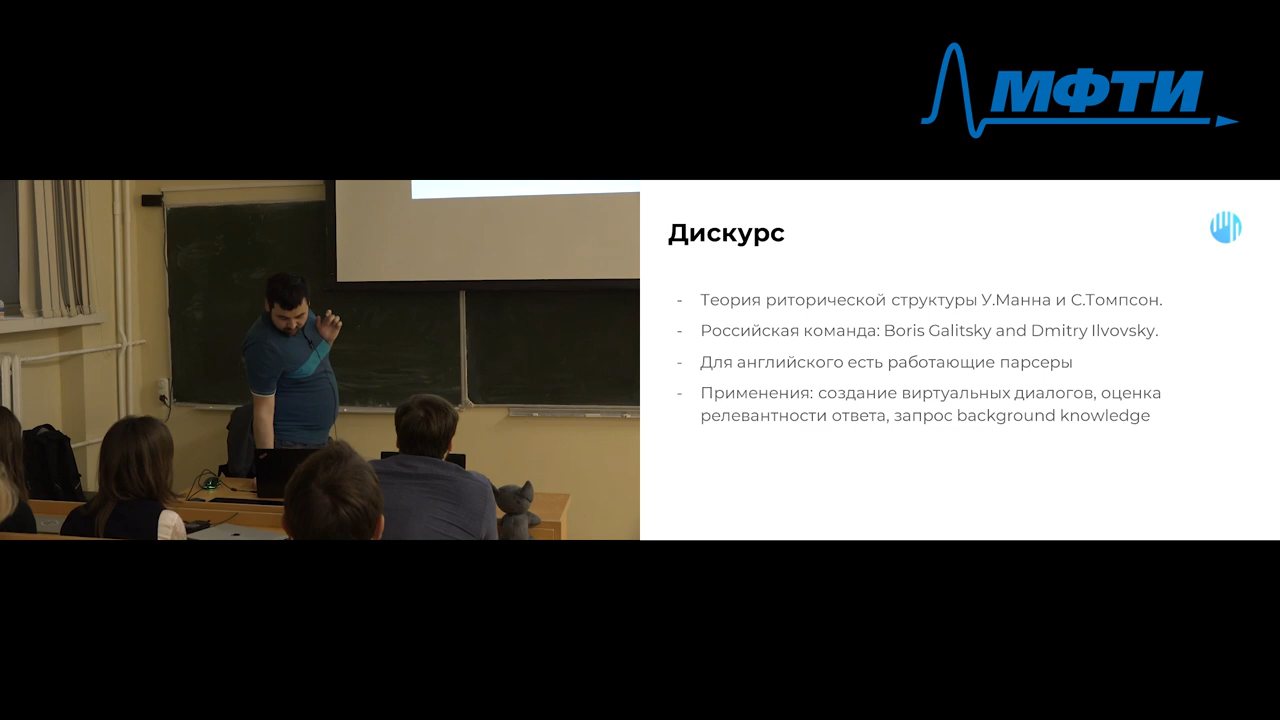 МФТИ
Дискурс
- Теория риторической структуры У.Манна и С.Томпсон.
- Российская команда: Boris Galitsky and Dmitry Ilvovsky.
- Для английского есть работающие парсеры
- Применения: создание виртуальных диалогов, оценка
релевантности ответа, запрос background knowledge